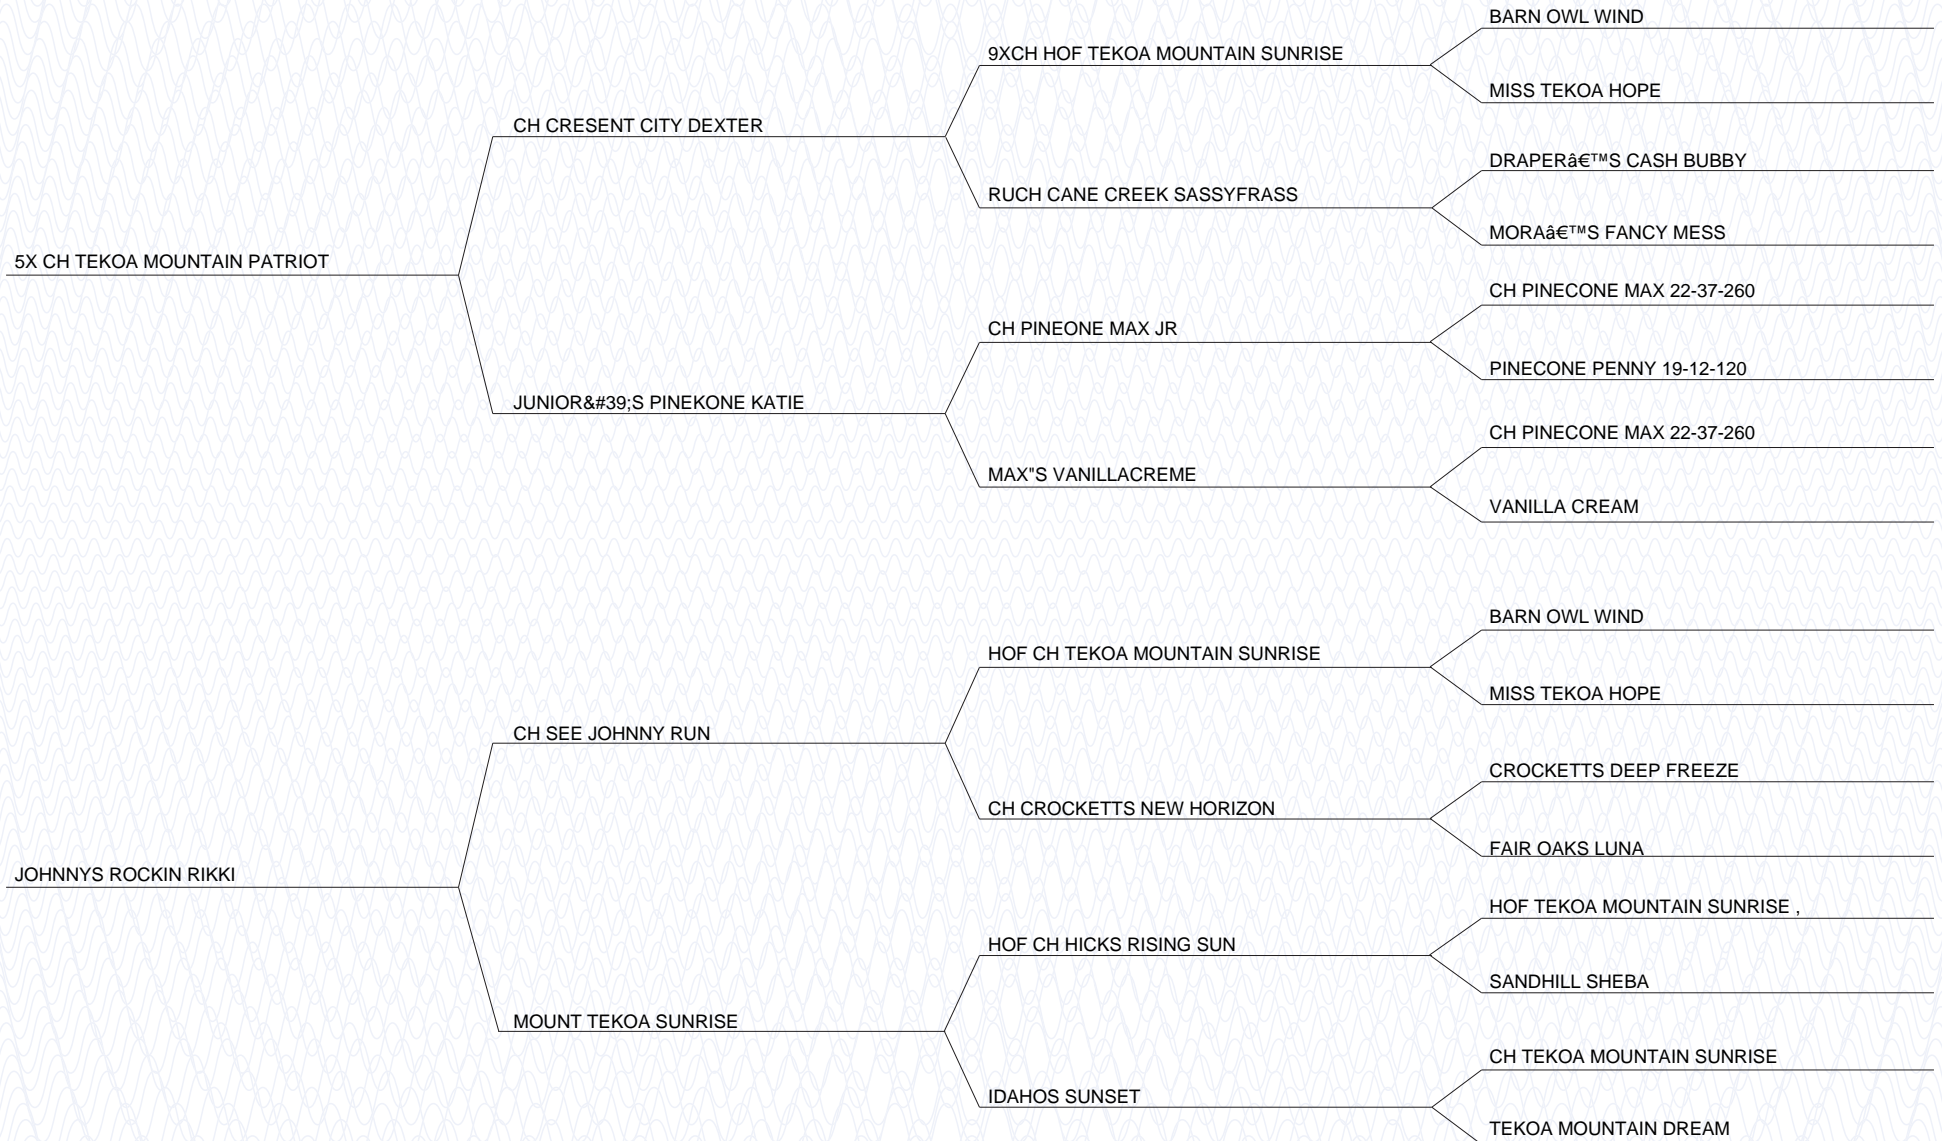 BARN OWL WIND
9XCH HOF TEKOA MOUNTAIN SUNRISE
MISS TEKOA HOPE
CH CRESENT CITY DEXTER
DRAPERâ€™S CASH BUBBY
RUCH CANE CREEK SASSYFRASS
MORAâ€™S FANCY MESS
5X CH TEKOA MOUNTAIN PATRIOT
CH PINECONE MAX 22-37-260
CH PINEONE MAX JR
PINECONE PENNY 19-12-120
JUNIOR&#39;S PINEKONE KATIE
CH PINECONE MAX 22-37-260
MAX"S VANILLACREME
VANILLA CREAM
BARN OWL WIND
HOF CH TEKOA MOUNTAIN SUNRISE
MISS TEKOA HOPE
CH SEE JOHNNY RUN
CROCKETTS DEEP FREEZE
CH CROCKETTS NEW HORIZON
FAIR OAKS LUNA
JOHNNYS ROCKIN RIKKI
HOF TEKOA MOUNTAIN SUNRISE ,
HOF CH HICKS RISING SUN
SANDHILL SHEBA
MOUNT TEKOA SUNRISE
CH TEKOA MOUNTAIN SUNRISE
IDAHOS SUNSET
TEKOA MOUNTAIN DREAM